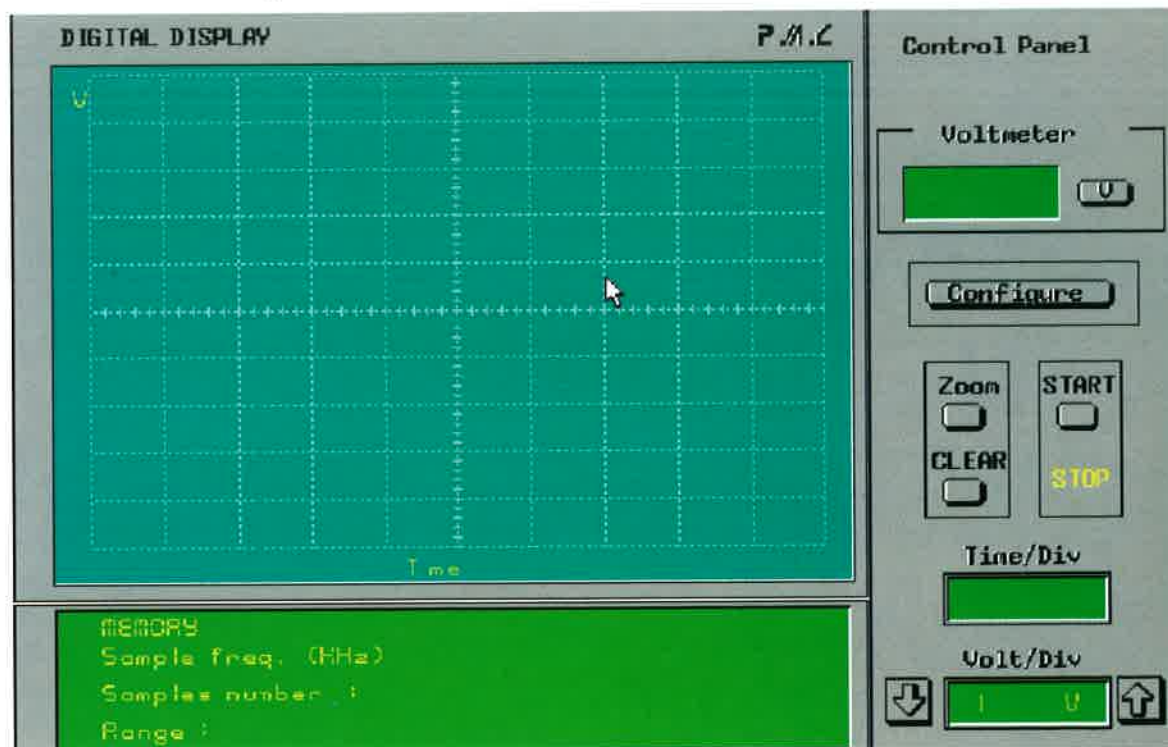 DIGITAL DISPLAY
P.M.C
V
Time
MEMORY
Sample freq. (KHz)
Samples number :
Range :
Control Panel
Voltmeter
V
Configure
Zoom
START
CLEAR
STOP
Time/Div
Volt/Div
1 V